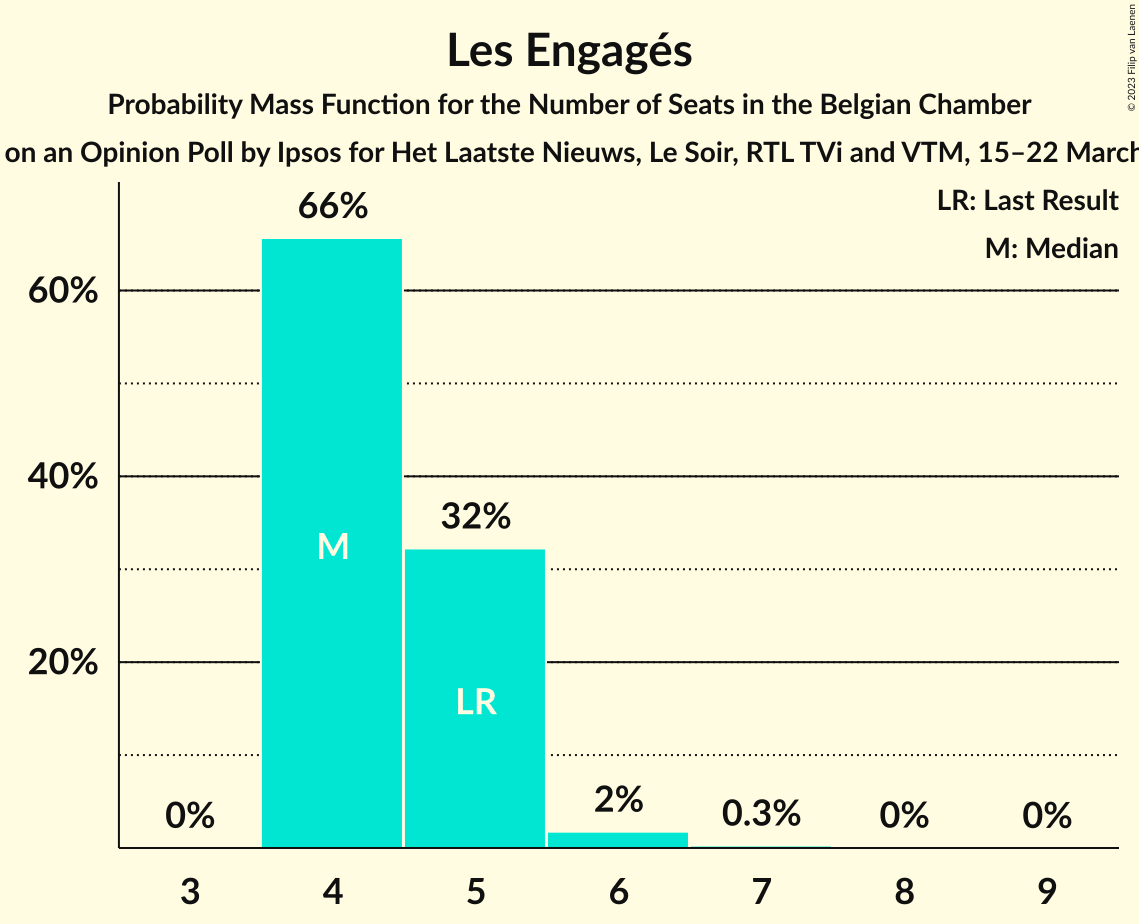 Les Engagés
Probability Mass Function for the Number of Seats in the Belgian Chamber
on an Opinion Poll by Ipsos for Het Laatste Nieuws, Le Soir, RTL TVi and VTM, 15–22 March
© 2023 Filip van Laenen
LR: Last Result
M: Median
66%
60%
40%
32%
M
20%
LR
0%
2%
0.3%
0%
0%
3 4 5 6 7 8 9